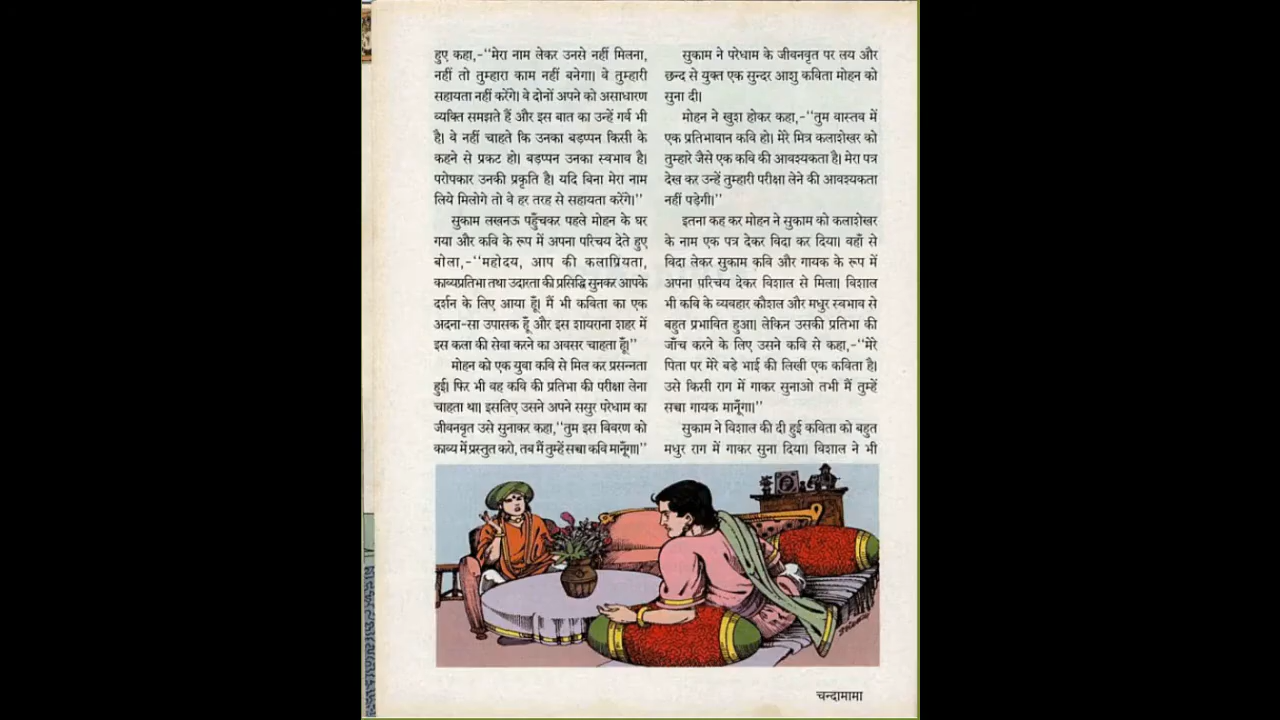 हुए कहा,-“मेरा नाम लेकर उनसे नहीं मिलना,
नहीं तो तुम्हारा काम नहीं बनेगा। वे तुम्हारी
सहायता नहीं करेंगे। वे दोनों अपने को असाधारण
व्यक्ति समझते हैं और इस बात का उन्हें गर्व भी
है। वे नहीं चाहते कि उनका बड़प्पन किसी के
कहने से प्रकट हो। बड़प्पन उनका स्वभाव है।
परोपकार उनकी प्रकृति है। यदि बिना मेरा नाम
लिये मिलोगे तो वे हर तरह से सहायता करेंगे।’’
सुकाम लखनऊ पहुँचकर पहले मोहन के घर
गया और कवि के रूप में अपना परिचय देते हुए
बोला,-‘‘महोदय, आप की कलाप्रियता,
काव्यप्रतिभा तथा उदारता की प्रसिद्धि सुनकर आपके
दर्शन के लिए आया हूँ। मैं भी कविता का एक
अदना-सा उपासक हूँ और इस शायराना शहर में
इस कला की सेवा करने का अवसर चाहता हूँ।’’
मोहन को एक युवा कवि से मिल कर प्रसन्नता
हुई। फिर भी वह कवि की प्रतिभा की परीक्षा लेना
चाहता था। इसलिए उसने अपने ससुर परेधाम का
जीवनवृत उसे सुनाकर कहा,‘‘तुम इस विवरण को
काव्य में प्रस्तुत करो, तब मैं तुम्हें सच्चा कवि मानूँगा।’’
सुकाम ने परेधाम के जीवनवृत पर लय और
छन्द से युक्त एक सुन्दर आशु कविता मोहन को
सुना दी।
मोहन ने खुश होकर कहा,-‘‘तुम वास्तव में
एक प्रतिभावान कवि हो। मेरे मित्र कलाशेखर को
तुम्हारे जैसे एक कवि की आवश्यकता है। मेरा पत्र
देख कर उन्हें तुम्हारी परीक्षा लेने की आवश्यकता
नहीं पड़ेगी।’’
इतना कह कर मोहन ने सुकाम को कलाशेखर
के नाम एक पत्र देकर विदा कर दिया। वहाँ से
विदा लेकर सुकाम कवि और गायक के रूप में
अपना परिचय देकर विशाल से मिला। विशाल
भी कवि के व्यवहार कौशल और मधुर स्वभाव से
बहुत प्रभावित हुआ। लेकिन उसकी प्रतिभा की
जाँच करने के लिए उसने कवि से कहा,-‘‘मेरे
पिता पर मेरे बडे भाई की लिखी एक कविता है।
उसे किसी राग में गाकर सुनाओ तभी मैं तुम्हें
सच्चा गायक मानूँगा।’’
सुकाम ने विशाल की दी हुई कविता को बहुत
मधुर राग में गाकर सुना दिया। विशाल ने भी
चन्दामामा